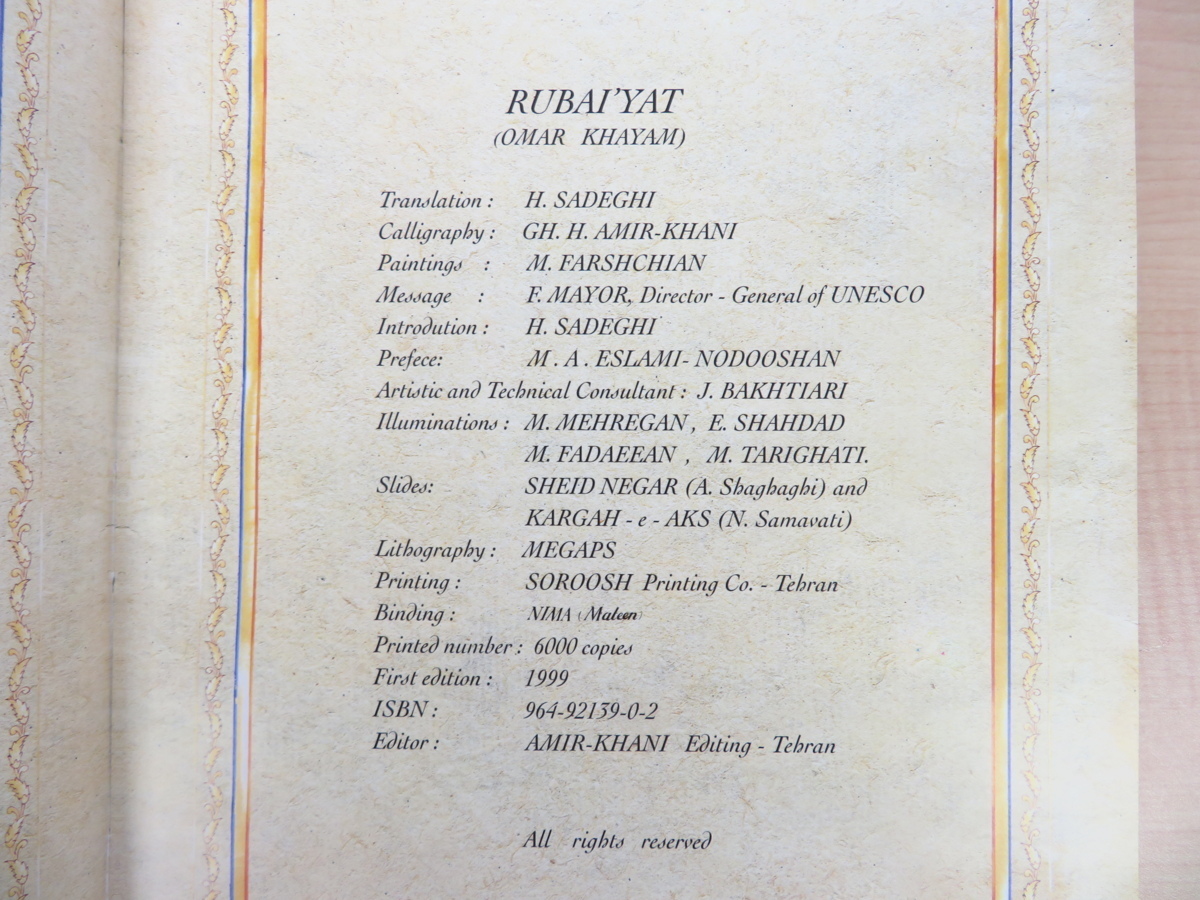 RUBAI'YAT
(OMAR KHAYAM)
Translation : H. SADEGHI
Calligraphy : GH. H. AMIR-KHANI
Paintings : M. FARSHCHIAN
Message : F. MAYOR, Director - General of UNESCO
Introdution : H. SADEGHI
Prefece: M . A . ESLAMI- NODOOSHAN
Artistic and Technical Consultant : J. BAKHTIARI
Illuminations : M. MEHREGAN , E. SHAHDAD
M. FADAEEAN , M. TARIGHATI.
Slides: SHEID NEGAR (A. Shaghaghi) and
KARGAH - e - AKS (N. Samavati)
Lithography : MEGAPS
Printing : SOROOSH Printing Co. - Tehran
Binding : NIMA (Mateen)
Printed number : 6000 copies
First edition : 1999
ISBN : 964-92139-0-2
Editor : AMIR-KHANI Editing - Tehran
All rights reserved